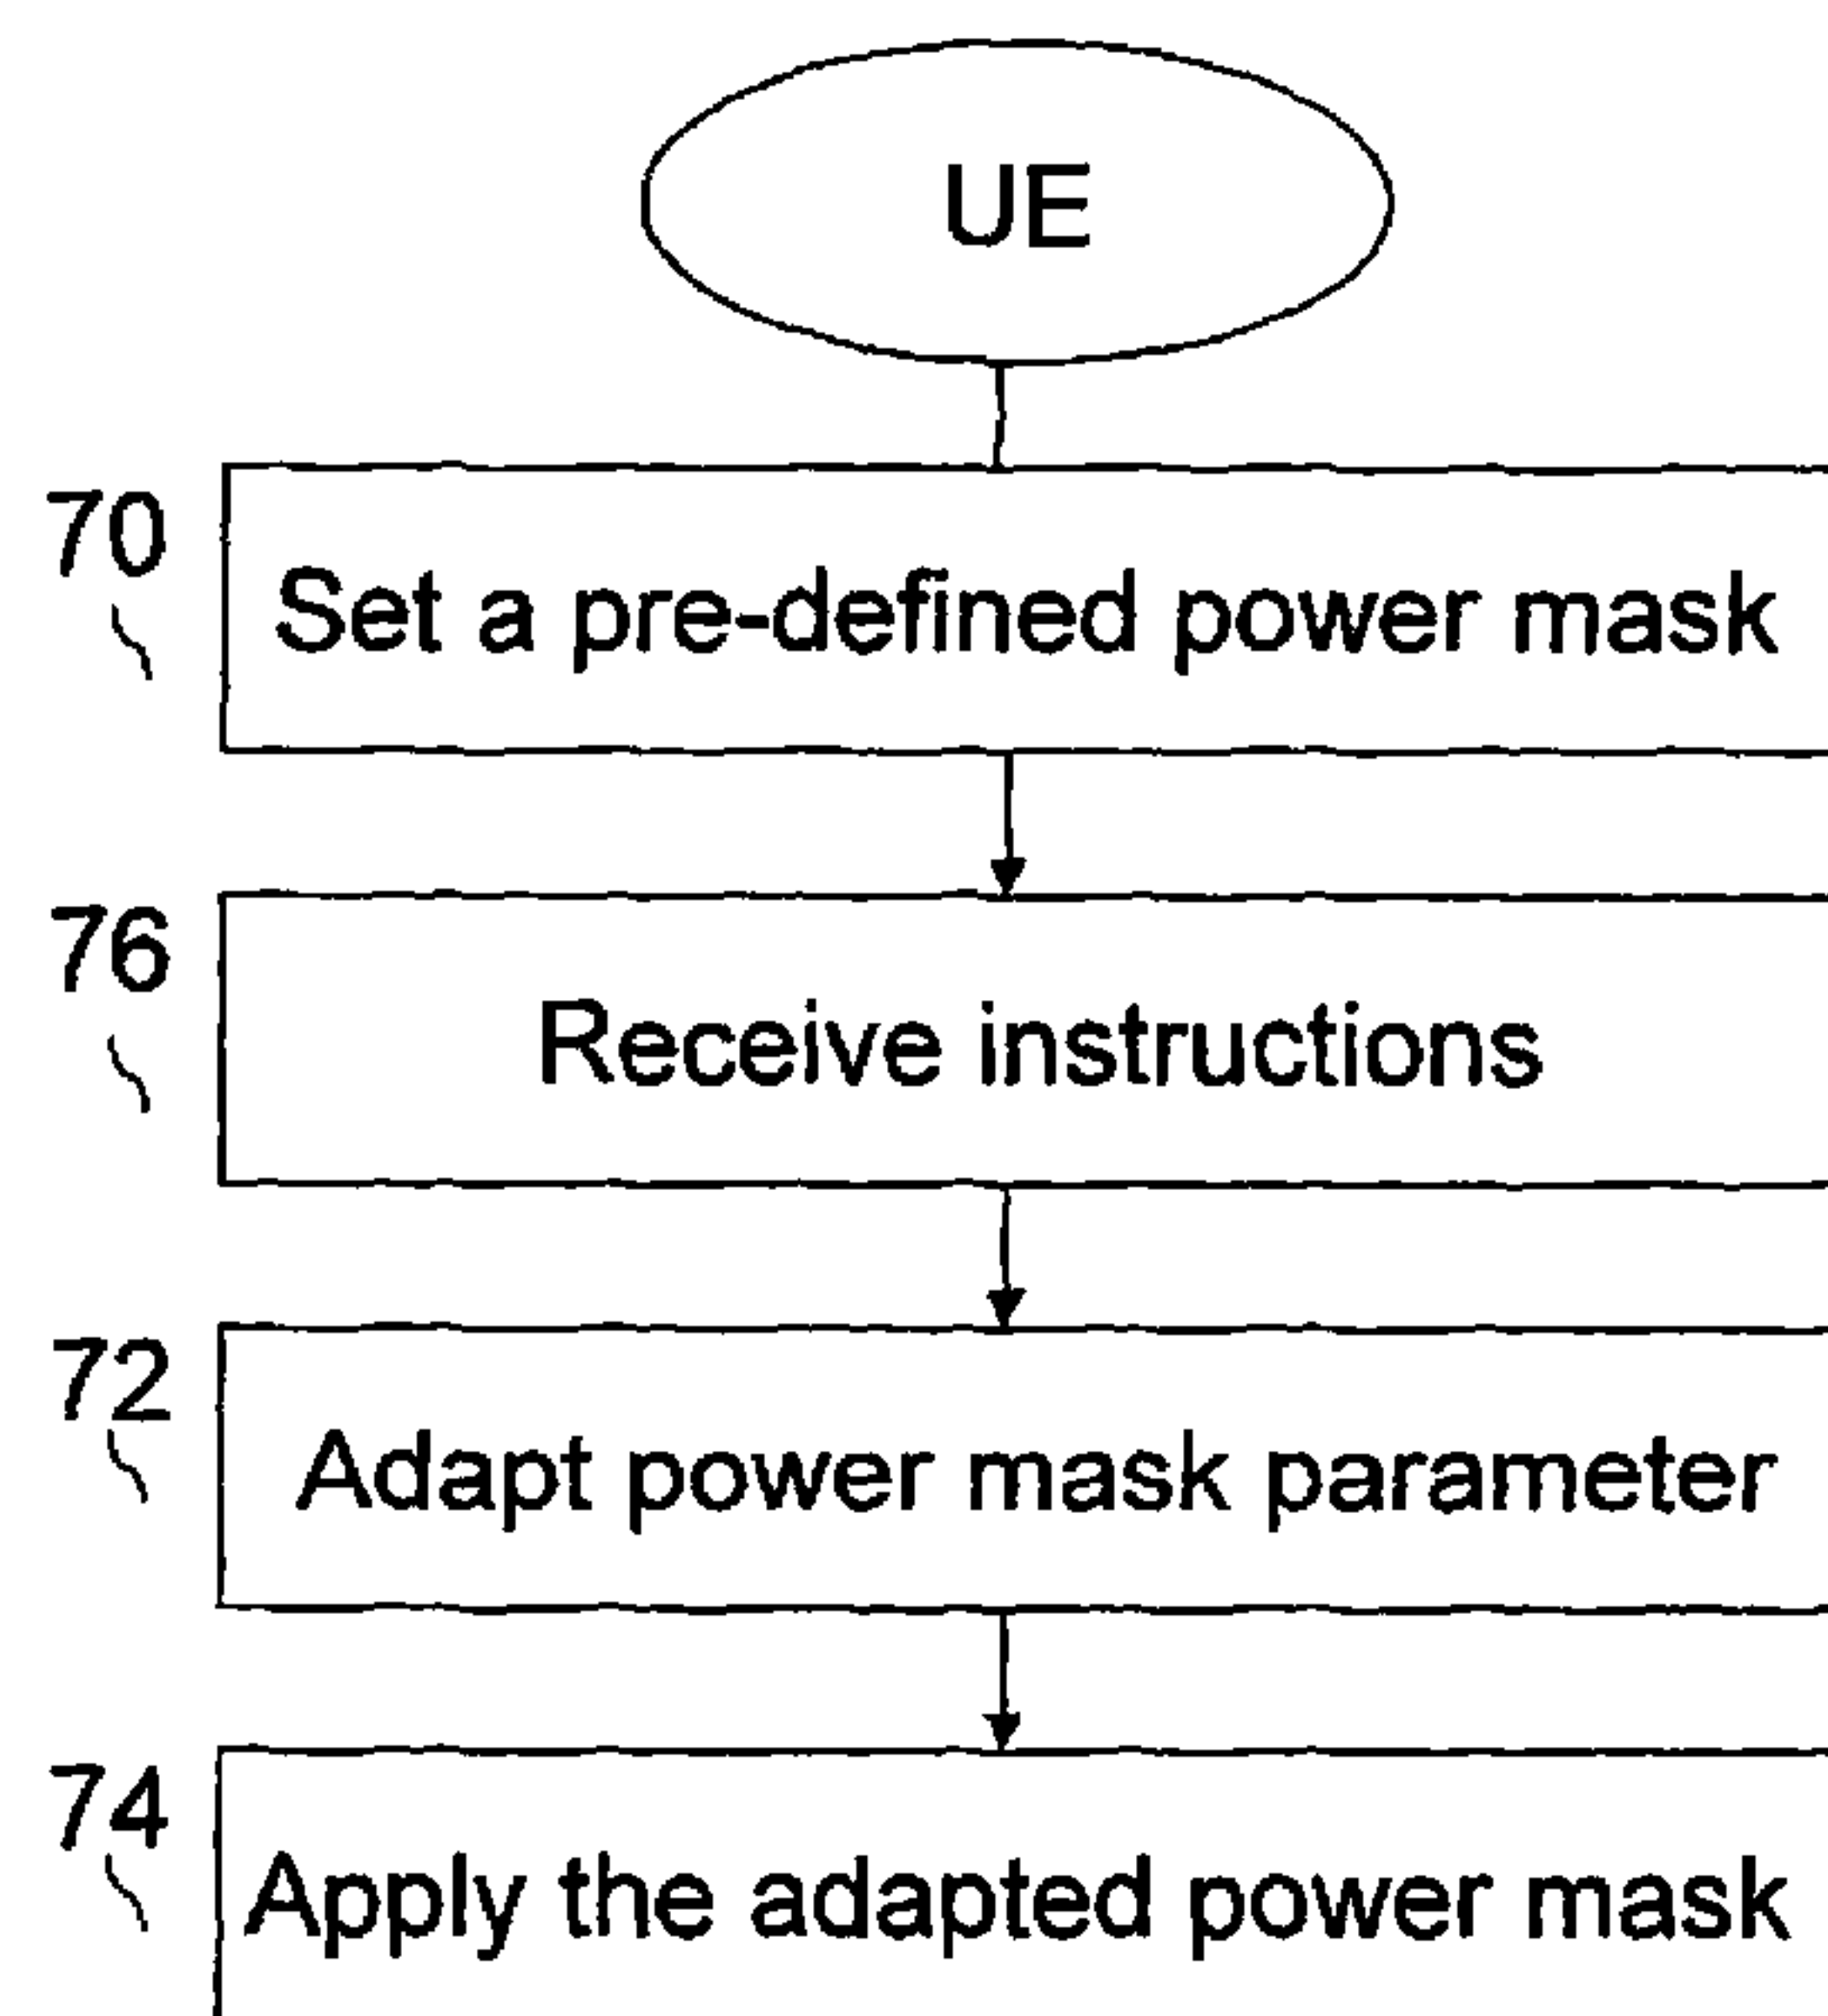 UE
70
Set a pre-defined power mask
76
Receive instructions
72
Adapt power mask parameter
74
Apply the adapted power mask